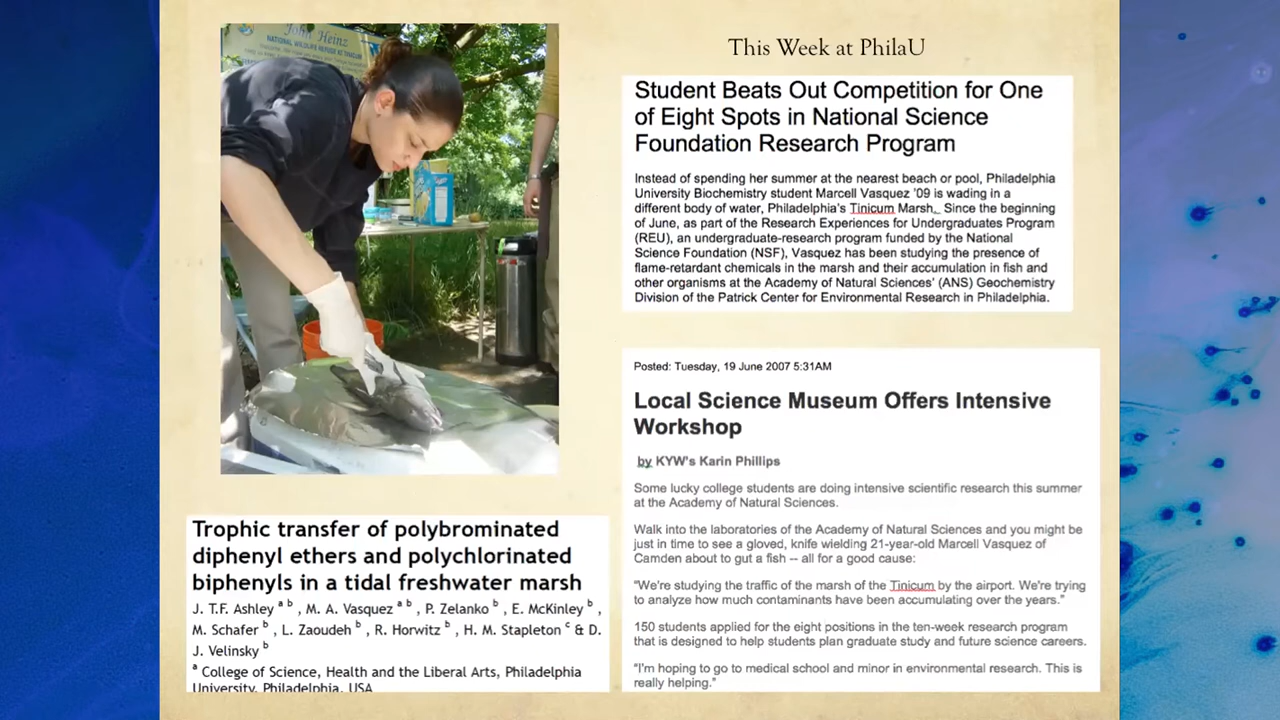 John Heinz
NATIONAL WILDLIFE REFUGE AT TINICUM
This Week at PhilaU
Student Beats Out Competition for One
of Eight Spots in National Science
Foundation Research Program
Instead of spending her summer at the nearest beach or pool, Philadelphia
University Biochemistry student Marcell Vasquez '09 is wading in a
different body of water, Philadelphia's Tinicum Marsh. Since the beginning
of June, as part of the Research Experiences for Undergraduates Program
(REU), an undergraduate-research program funded by the National
Science Foundation (NSF), Vasquez has been studying the presence of
flame-retardant chemicals in the marsh and their accumulation in fish and
other organisms at the Academy of Natural Sciences' (ANS) Geochemistry
Division of the Patrick Center for Environmental Research in Philadelphia.
Posted: Tuesday, 19 June 2007 5:31AM
Local Science Museum Offers Intensive
Workshop
by KYW's Karin Phillips
Some lucky college students are doing intensive scientific research this summer
at the Academy of Natural Sciences.
Walk into the laboratories of the Academy of Natural Sciences and you might be
just in time to see a gloved, knife wielding 21-year-old Marcell Vasquez of
Camden about to gut a fish -- all for a good cause:
"We're studying the traffic of the marsh of the Tinicum by the airport. We're trying
to analyze how much contaminants have been accumulating over the years."
150 students applied for the eight positions in the ten-week research program
that is designed to help students plan graduate study and future science careers.
"I'm hoping to go to medical school and minor in environmental research. This is
really helping."
Trophic transfer of polybrominated
diphenyl ethers and polychlorinated
biphenyls in a tidal freshwater marsh
J. T.F. Ashley a b , M. A. Vasquez a b , P. Zelanko b , E. McKinley b ,
M. Schafer b , L. Zaoudeh b , R. Horwitz b , H. M. Stapleton c & D.
J. Velinsky b
a College of Science, Health and the Liberal Arts, Philadelphia
University, Philadelphia, USA